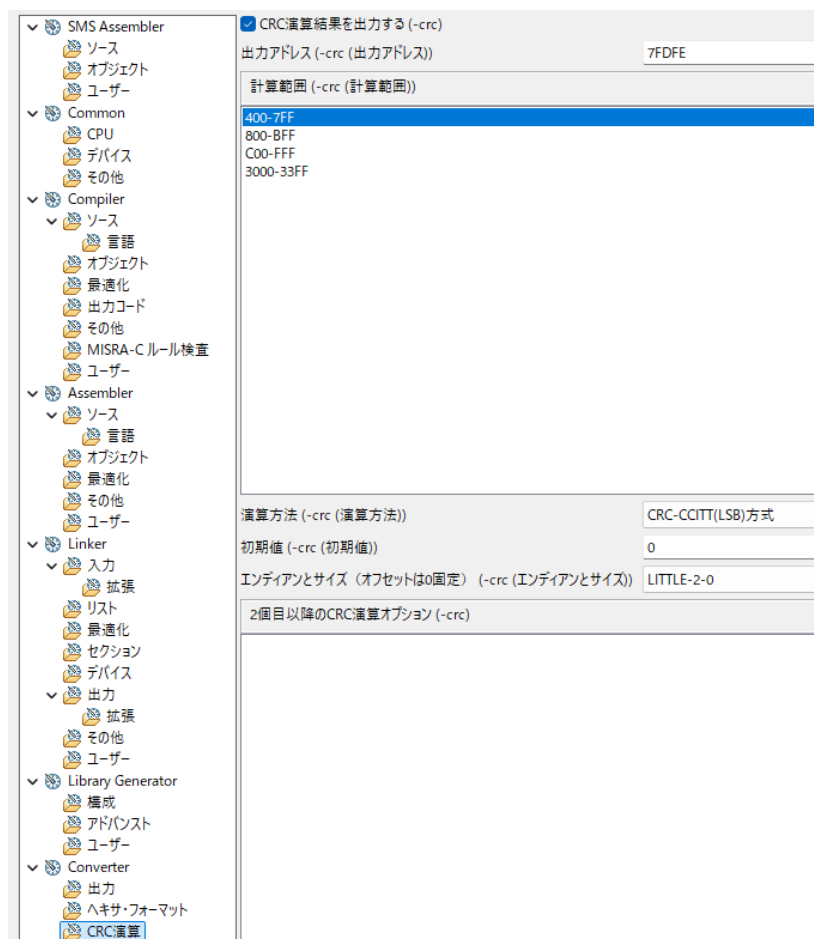 SMS Assembler
ソース
オブジェクト
ユーザー
Common
CPU
デバイス
その他
Compiler
ソース
言語
オブジェクト
最適化
出力コード
その他
MISRA-C ルール検査
ユーザー
Assembler
ソース
言語
オブジェクト
最適化
その他
ユーザー
Linker
入力
拡張
リスト
最適化
セクション
デバイス
出力
拡張
その他
ユーザー
Library Generator
構成
アドバンスト
ユーザー
Converter
出力
ヘキサ・フォーマット
CRC演算
CRC演算結果を出力する (-crc)
出力アドレス (-crc (出力アドレス)) 7FDFE
計算範囲 (-crc (計算範囲))
400-7FF
800-BFF
C00-FFF
3000-33FF
演算方法 (-crc (演算方法)) CRC-CCITT(LSB)方式
初期値 (-crc (初期値)) 0
エンディアンとサイズ（オフセットは0固定） (-crc (エンディアンとサイズ)) LITTLE-2-0
2個目以降のCRC演算オプション (-crc)